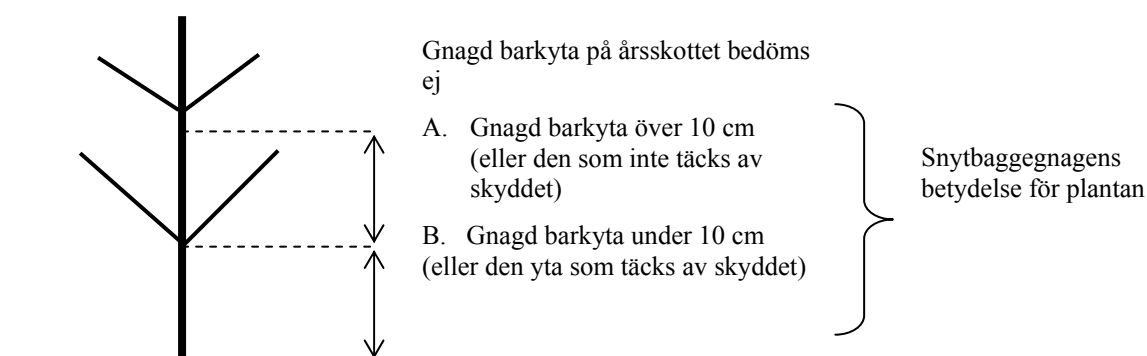 Gnagd barkyta på årsskottet bedöms
ej
A. Gnagd barkyta över 10 cm
(eller den som inte täcks av
skyddet)
B. Gnagd barkyta under 10 cm
(eller den yta som täcks av skyddet)
Snytbaggegnagens
betydelse för plantan